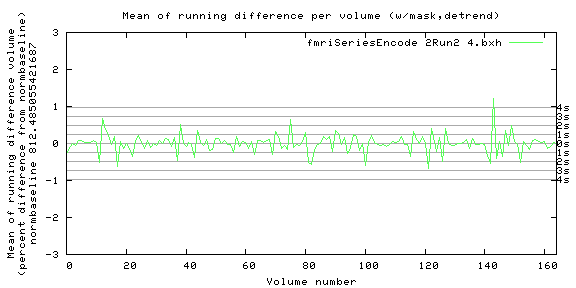 Mean of running difference per volume (w/mask,detrend)
fmriSeriesEncode 2Run2 4.bxh
Mean of running difference volume
(percent difference from normbaseline)
normbaseline 812.485055421687
3
2
1
0
-1
-2
-3
4s
3s
2s
1s
0s
1s
2s
3s
4s
0 20 40 60 80 100 120 140 160
Volume number